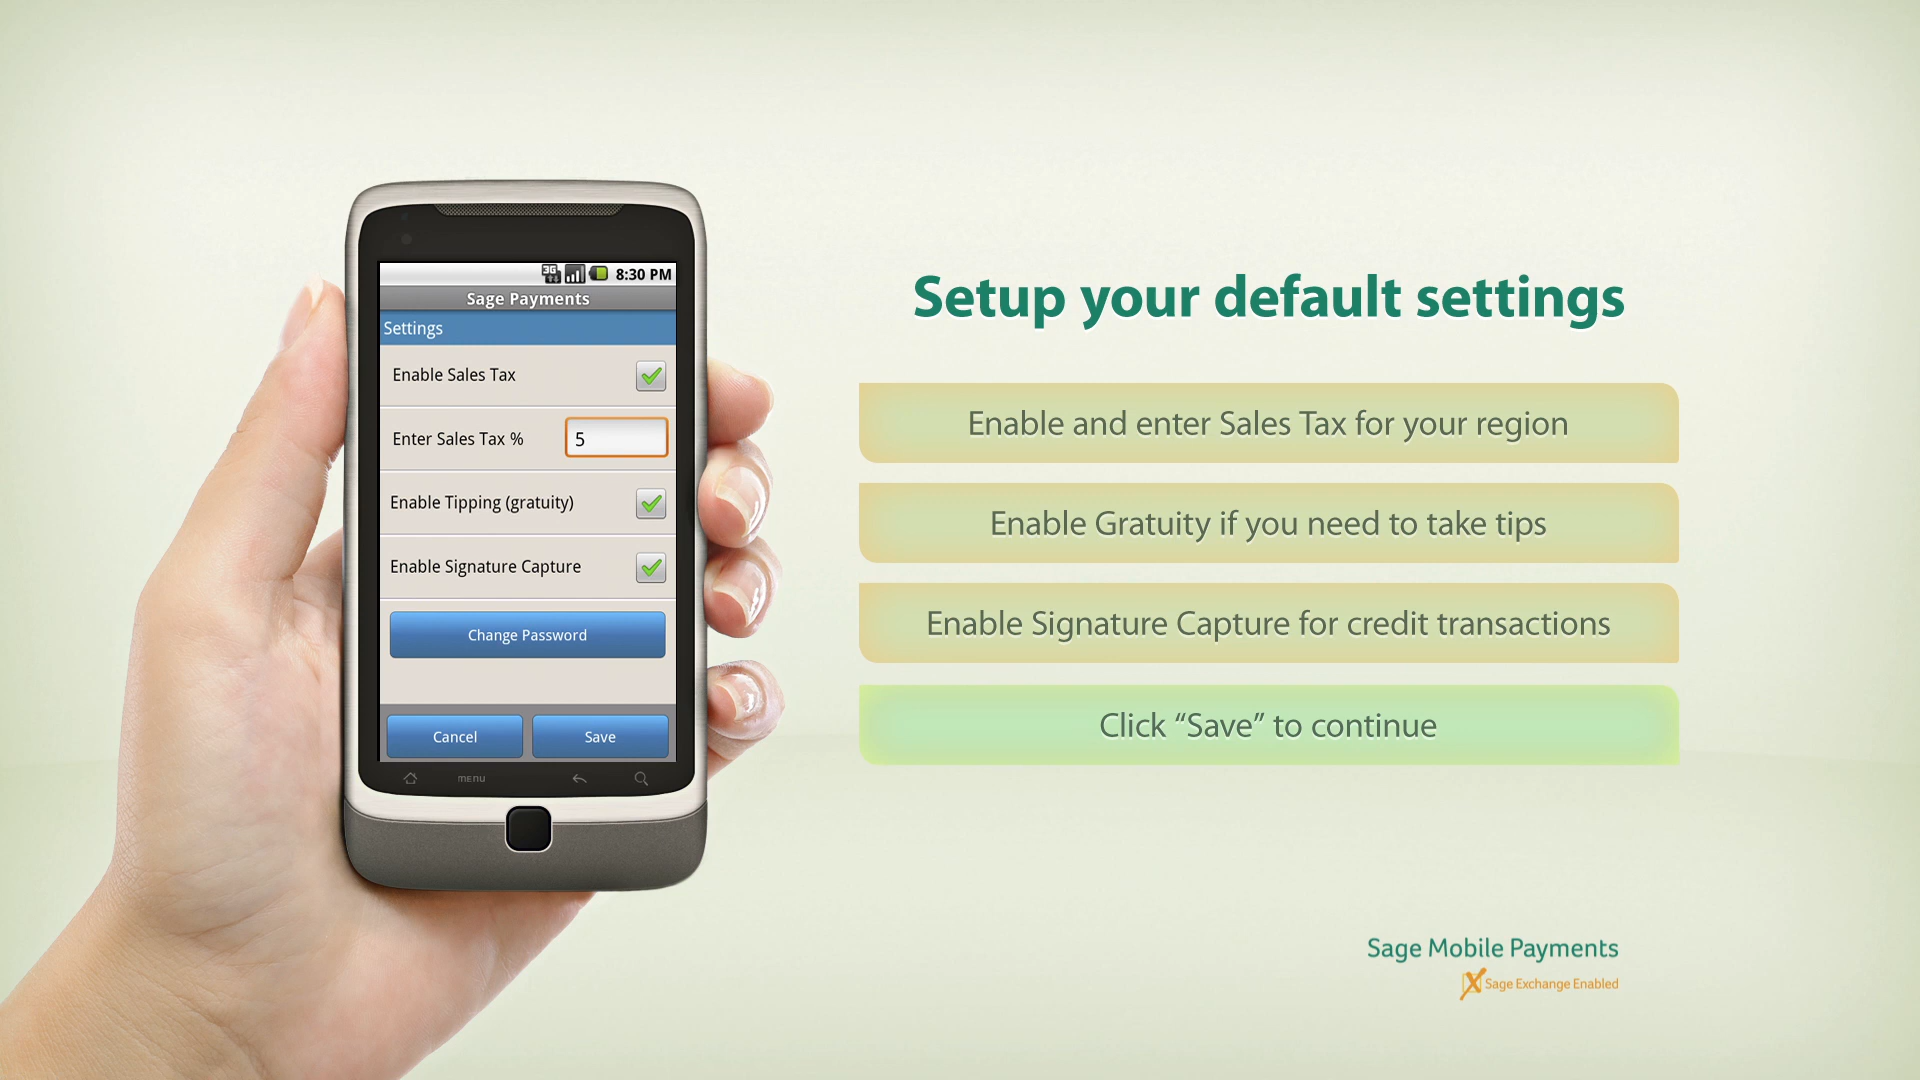 3G
8:30 PM
Sage Payments
Settings
Enable Sales Tax
Enter Sales Tax %
5
Enable Tipping (gratuity)
Enable Signature Capture
Change Password
Cancel
Save
MENU
Setup your default settings
Enable and enter Sales Tax for your region
Enable Gratuity if you need to take tips
Enable Signature Capture for credit transactions
Click “Save” to continue
Sage Mobile Payments
Sage Exchange Enabled